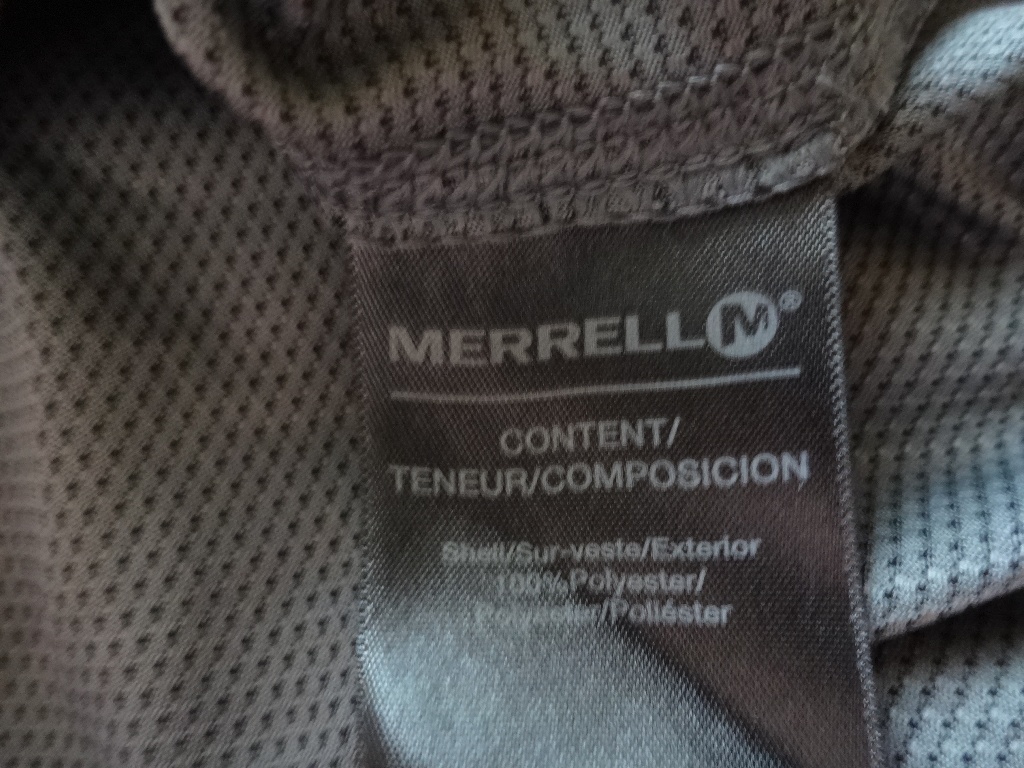 MERRELL M®
CONTENT/
TENEUR/COMPOSICION
Shell/Sur-veste/Exterior
100% Polyester/
Polyester/Poliéster